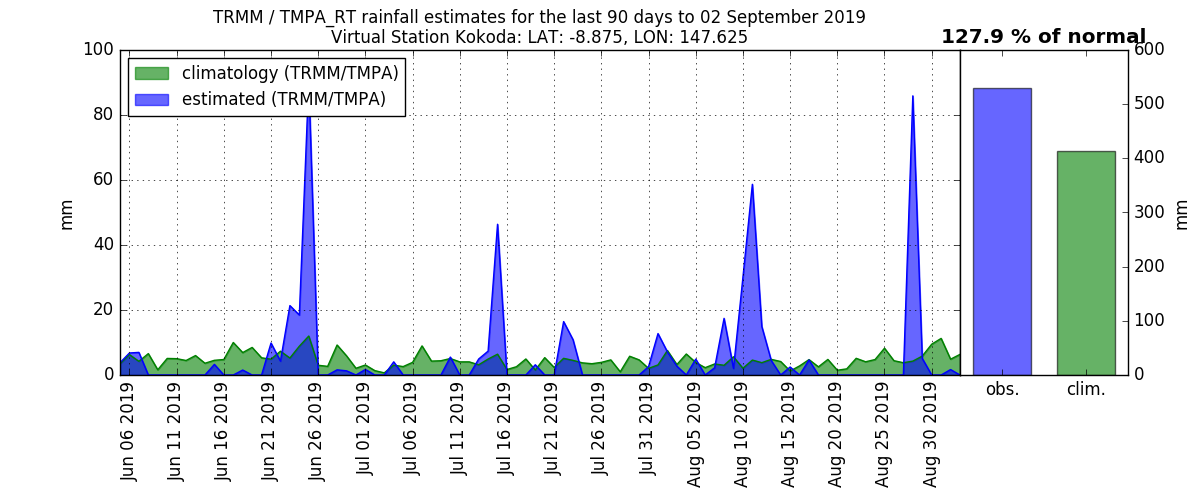 TRMM / TMPA_RT rainfall estimates for the last 90 days to 02 September 2019
Virtual Station Kokoda: LAT: -8.875, LON: 147.625
127.9 % of normal
climatology (TRMM/TMPA)
estimated (TRMM/TMPA)
100
80
60
40
20
0
mm
Jun 06 2019
Jun 11 2019
Jun 16 2019
Jun 21 2019
Jun 26 2019
Jul 01 2019
Jul 06 2019
Jul 11 2019
Jul 16 2019
Jul 21 2019
Jul 26 2019
Jul 31 2019
Aug 05 2019
Aug 10 2019
Aug 15 2019
Aug 20 2019
Aug 25 2019
Aug 30 2019
600
500
400
300
200
100
0
mm
obs.
clim.